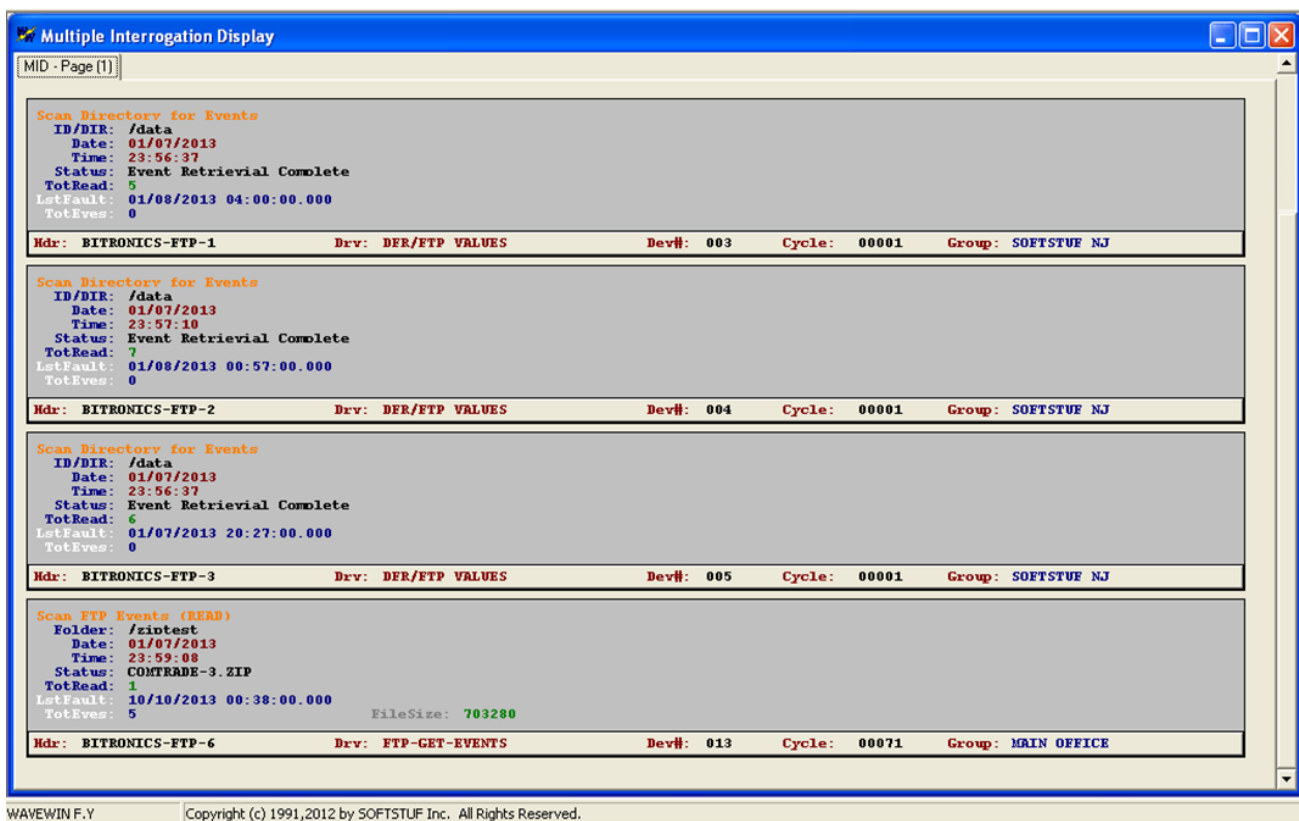 Multiple Interrogation Display
MID - Page (1)
Scan Directory for Events
ID/DIR: /data
Date: 01/07/2013
Time: 23:56:37
Status: Event Retrievial Complete
TotRead: 5
LstFault: 01/08/2013 04:00:00.000
TotEves: 0
Hdr: BITRONICS-FTP-1 Drv: DFR/FTP VALUES Dev#: 003 Cycle: 00001 Group: SOFTSTUF NJ
Scan Directory for Events
ID/DIR: /data
Date: 01/07/2013
Time: 23:57:10
Status: Event Retrievial Complete
TotRead: 7
LstFault: 01/08/2013 00:57:00.000
TotEves: 0
Hdr: BITRONICS-FTP-2 Drv: DFR/FTP VALUES Dev#: 004 Cycle: 00001 Group: SOFTSTUF NJ
Scan Directory for Events
ID/DIR: /data
Date: 01/07/2013
Time: 23:56:37
Status: Event Retrievial Complete
TotRead: 6
LstFault: 01/07/2013 20:27:00.000
TotEves: 0
Hdr: BITRONICS-FTP-3 Drv: DFR/FTP VALUES Dev#: 005 Cycle: 00001 Group: SOFTSTUF NJ
Scan FTP Events (READ)
Folder: /ziptest
Date: 01/07/2013
Time: 23:59:08
Status: COMTRADE-3.ZIP
TotRead: 1
LstFault: 10/10/2013 00:38:00.000
TotEves: 5 FileSize: 703280
Hdr: BITRONICS-FTP-6 Drv: FTP-GET-EVENTS Dev#: 013 Cycle: 00071 Group: MAIN OFFICE
WAVEWIN F.Y Copyright (c) 1991,2012 by SOFTSTUF Inc. All Rights Reserved.